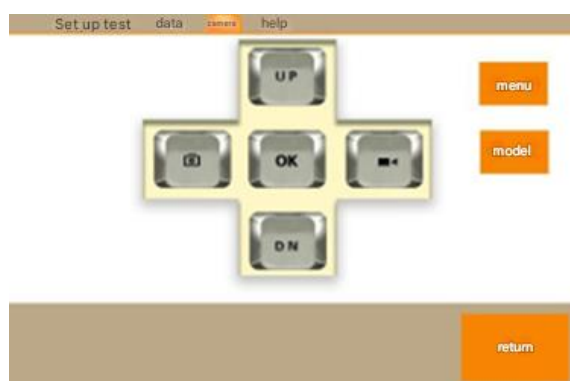 Set up test data camera help
UP
menu
OK
model
DN
return